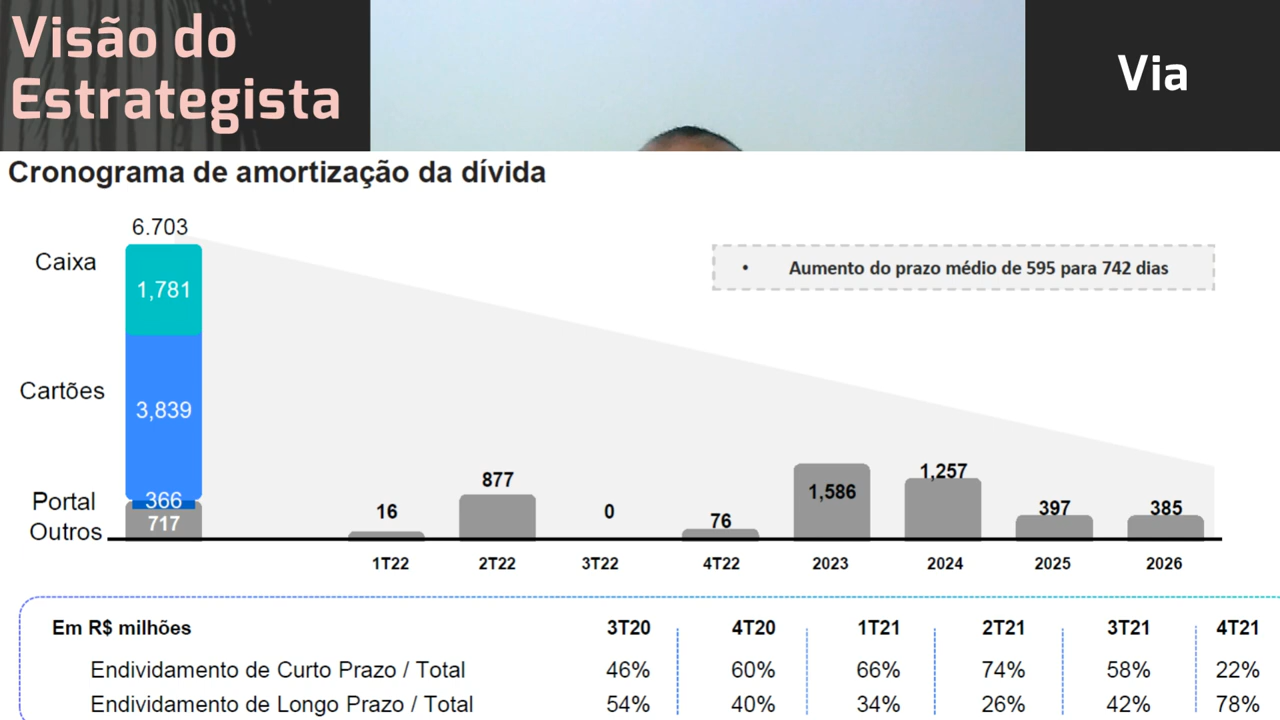 Visão do
Estrategista
Via
Cronograma de amortização da dívida
6.703
Caixa
1,781
• Aumento do prazo médio de 595 para 742 dias
Cartões
3,839
Portal
366
Outros
717
16
877
0
76
1,586
1,257
397
385
1T22 2T22 3T22 4T22 2023 2024 2025 2026
Em R$ milhões 3T20 4T20 1T21 2T21 3T21 4T21
Endividamento de Curto Prazo / Total 46% 60% 66% 74% 58% 22%
Endividamento de Longo Prazo / Total 54% 40% 34% 26% 42% 78%